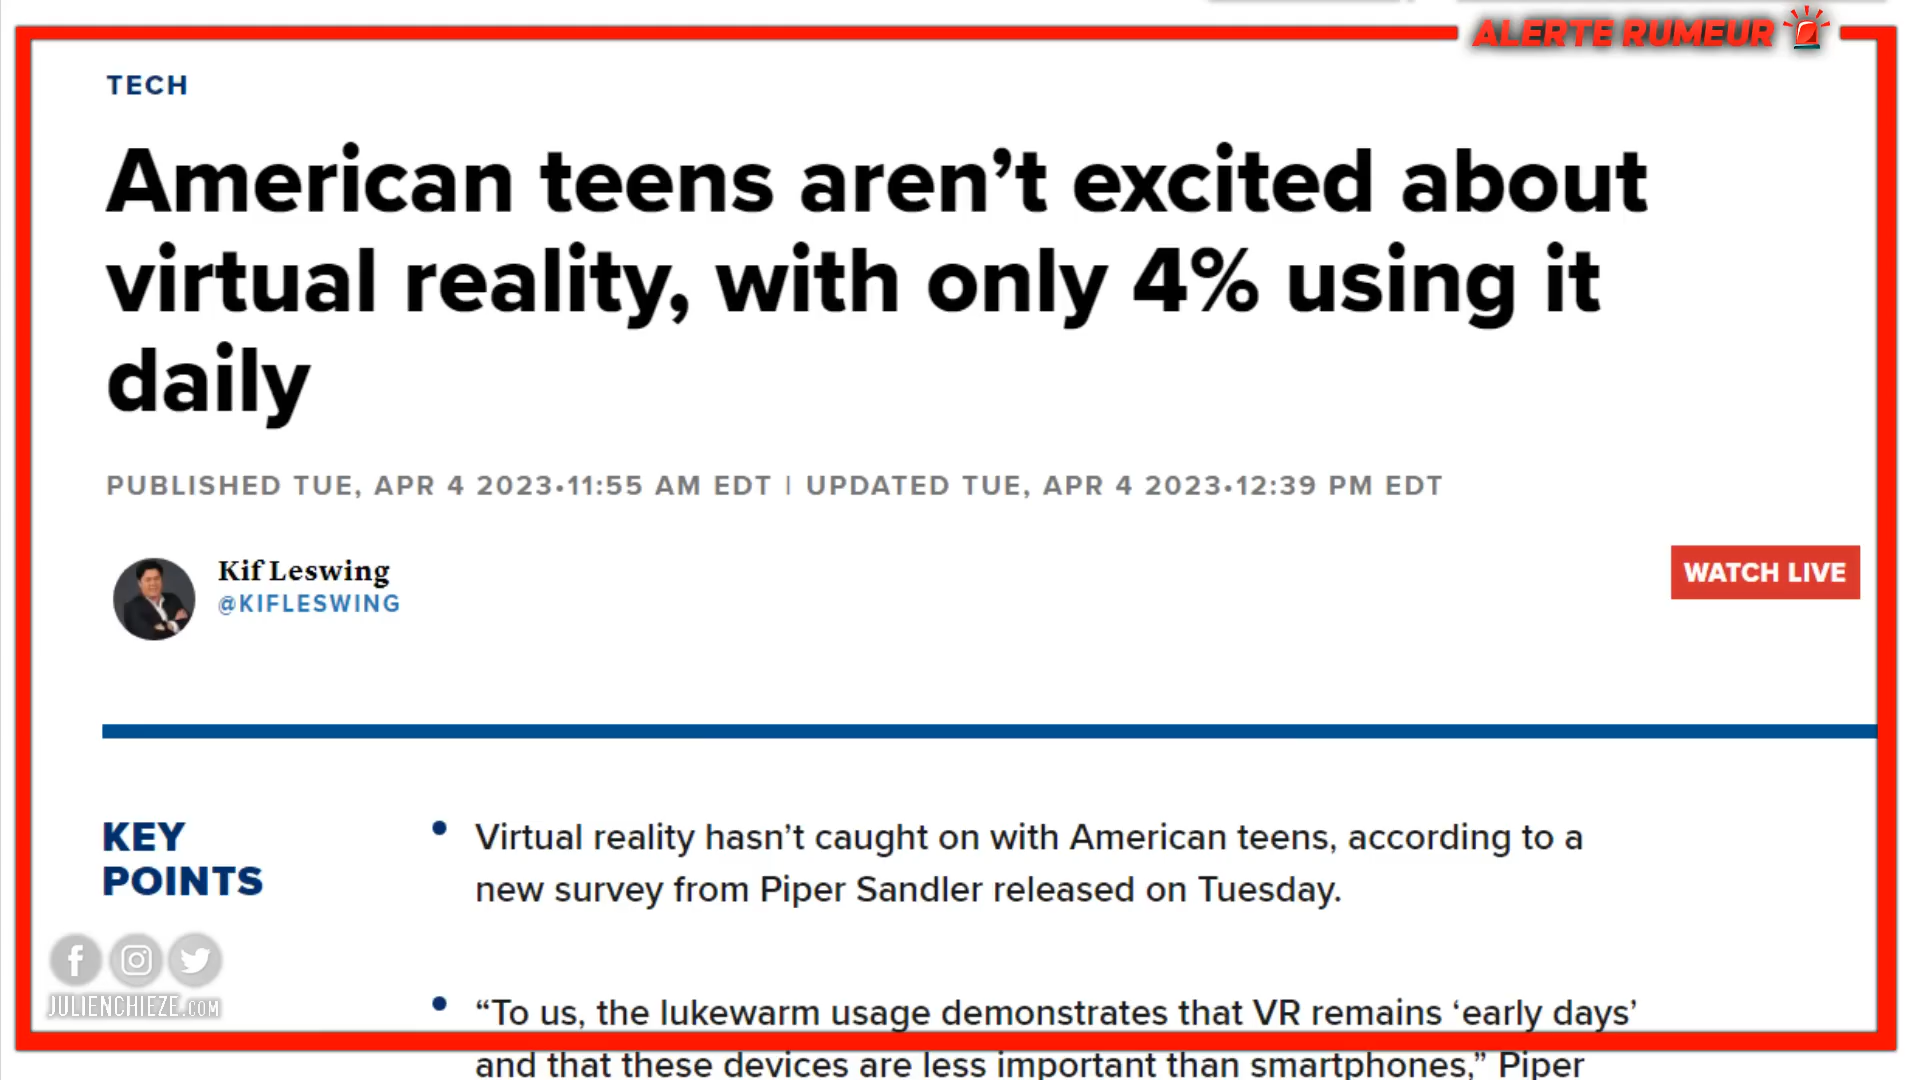 ALERTE RUMEUR
TECH
American teens aren’t excited about
virtual reality, with only 4% using it
daily
PUBLISHED TUE, APR 4 2023•11:55 AM EDT | UPDATED TUE, APR 4 2023•12:39 PM EDT
Kif Leswing
@KIFLESWING
WATCH LIVE
KEY
POINTS
• Virtual reality hasn’t caught on with American teens, according to a
new survey from Piper Sandler released on Tuesday.
• “To us, the lukewarm usage demonstrates that VR remains ‘early days’
and that these devices are less important than smartphones,” Piper
JULIENCHIEZE.COM